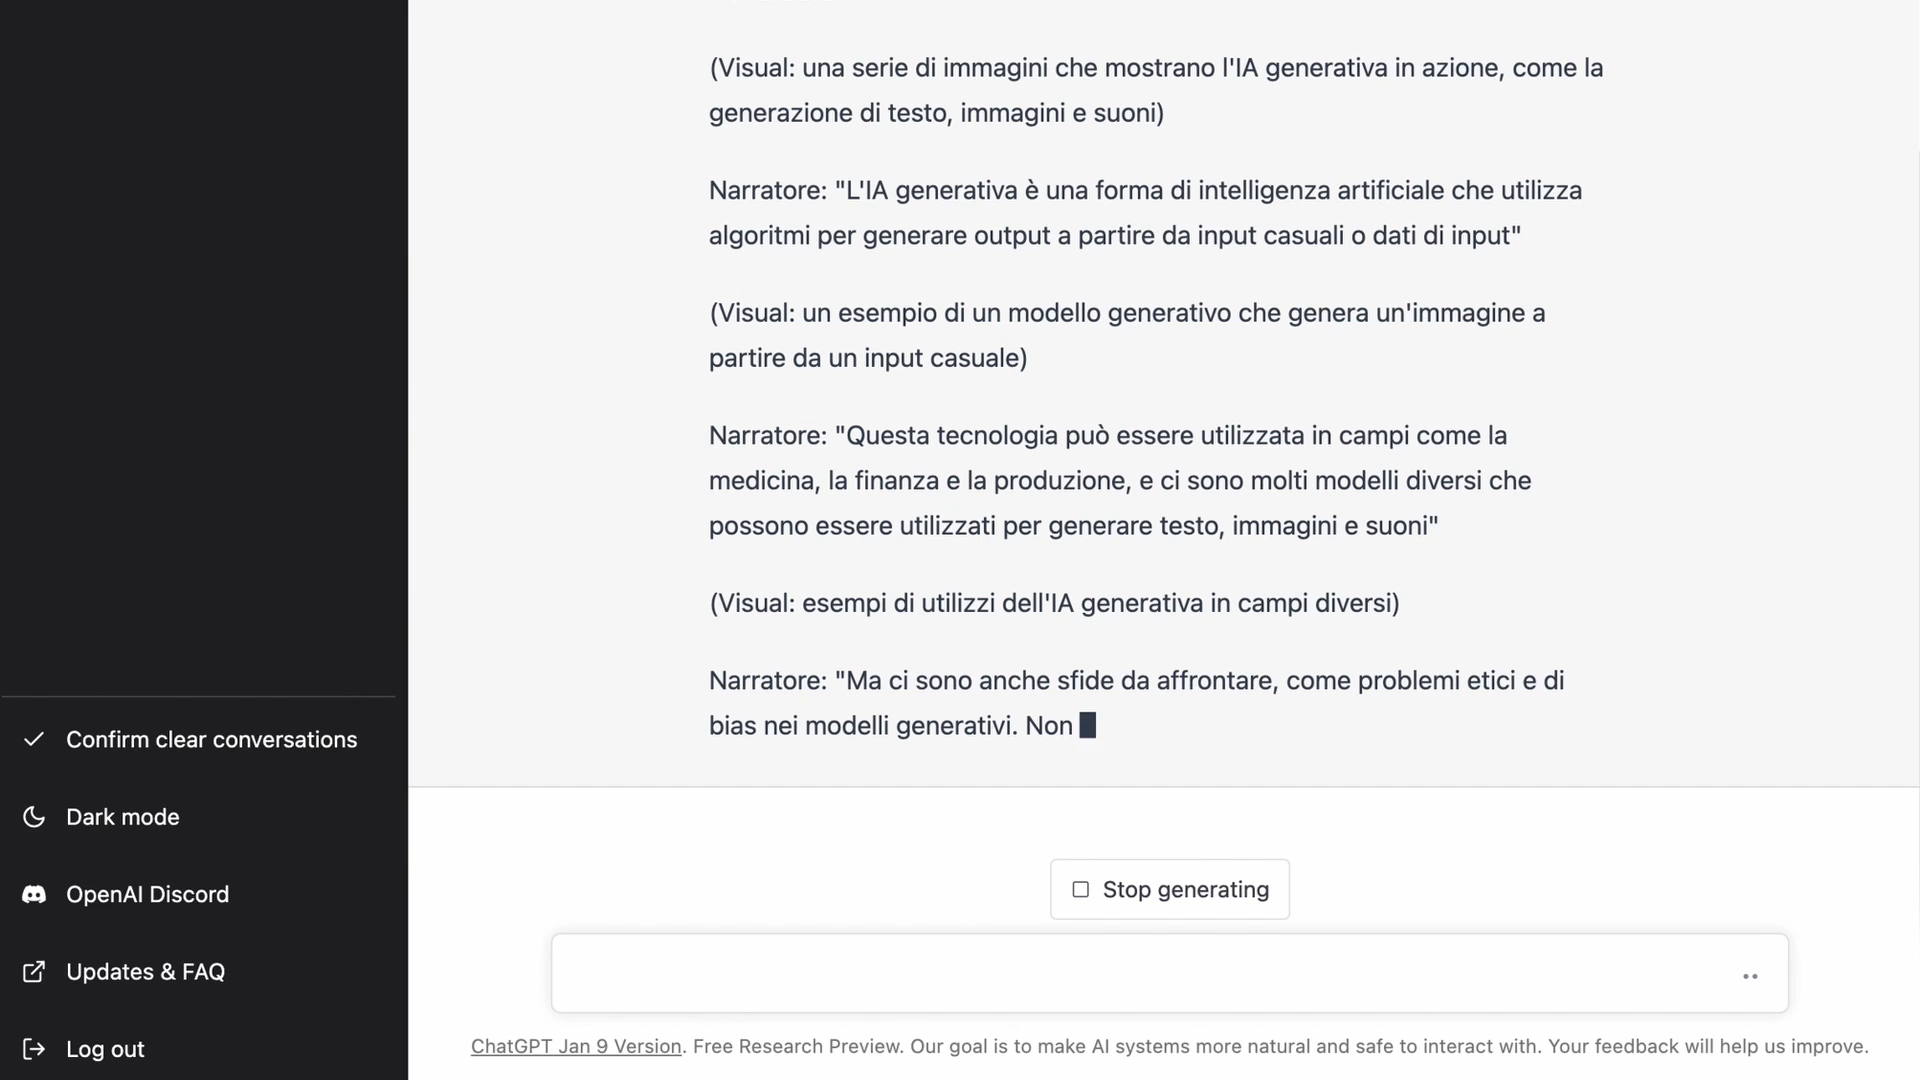 (Visual: una serie di immagini che mostrano l'IA generativa in azione, come la
generazione di testo, immagini e suoni)
Narratore: "L'IA generativa è una forma di intelligenza artificiale che utilizza
algoritmi per generare output a partire da input casuali o dati di input"
(Visual: un esempio di un modello generativo che genera un'immagine a
partire da un input casuale)
Narratore: "Questa tecnologia può essere utilizzata in campi come la
medicina, la finanza e la produzione, e ci sono molti modelli diversi che
possono essere utilizzati per generare testo, immagini e suoni"
(Visual: esempi di utilizzi dell'IA generativa in campi diversi)
Narratore: "Ma ci sono anche sfide da affrontare, come problemi etici e di
bias nei modelli generativi. Non
Confirm clear conversations
Dark mode
OpenAI Discord
Updates & FAQ
Log out
Stop generating
ChatGPT Jan 9 Version. Free Research Preview. Our goal is to make AI systems more natural and safe to interact with. Your feedback will help us improve.